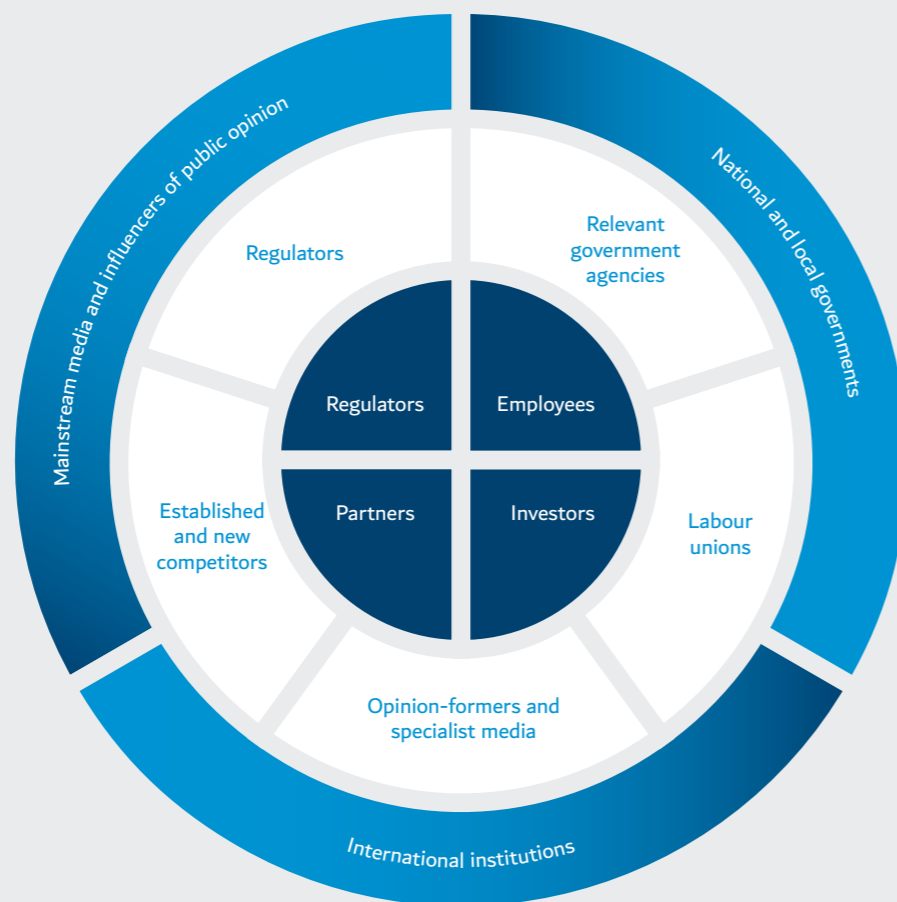 Mainstream media and influencers of public opinion
National and local governments
Regulators
Relevant
government
agencies
Regulators
Employees
Partners
Investors
Established
and new
competitors
Labour
unions
Opinion-formers and
specialist media
International institutions